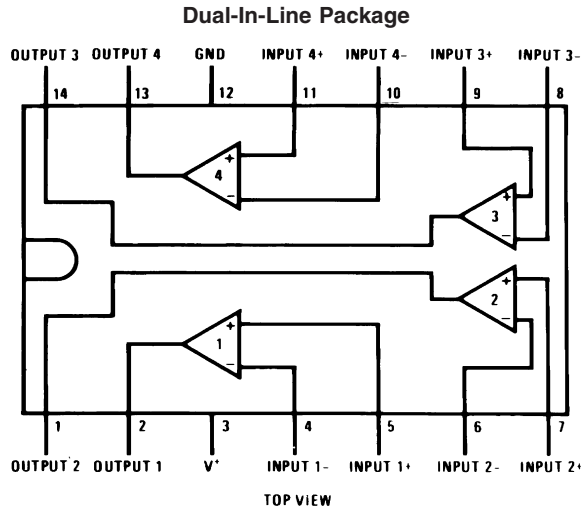 Dual-In-Line Package
OUTPUT 3 OUTPUT 4 GND INPUT 4+ INPUT 4- INPUT 3+ INPUT 3-
14 13 12 11 10 9 8
+
4
-
+
3
-
+
2
-
+
1
-
1 2 3 4 5 6 7
OUTPUT 2 OUTPUT 1 V+ INPUT 1- INPUT 1+ INPUT 2- INPUT 2+
TOP VIEW